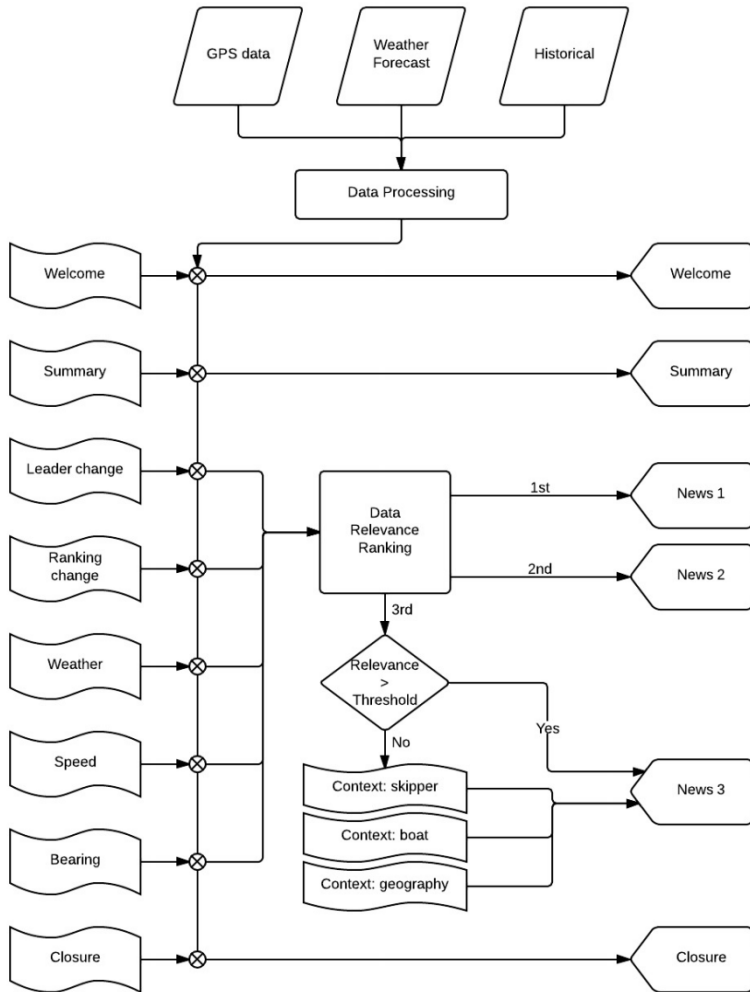 GPS data
Weather
Forecast
Historical
Data Processing
Welcome
Welcome
Summary
Summary
Leader change
Data
Relevance
Ranking
1st
News 1
Ranking
change
2nd
News 2
3rd
Weather
Relevance
>
Threshold
Yes
No
Speed
Context: skipper
News 3
Context: boat
Bearing
Context: geography
Closure
Closure